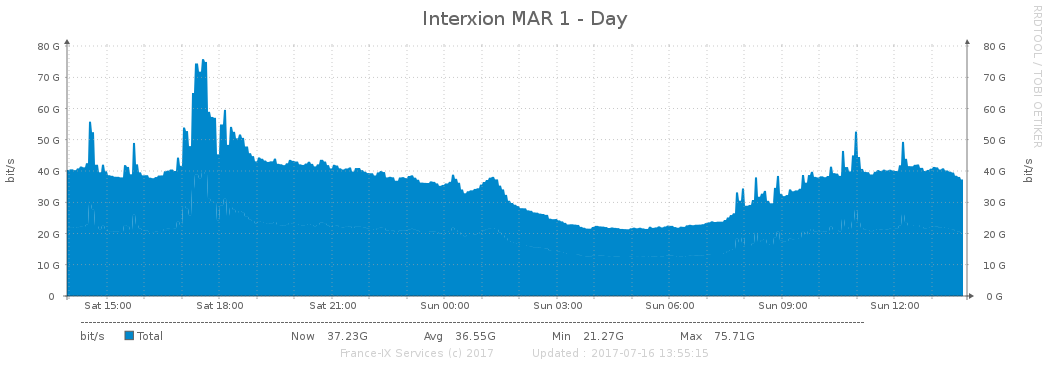 Interxion MAR 1 - Day
RRDTOOL / TOBI OETIKER
80 G 80 G
70 G 70 G
60 G 60 G
50 G 50 G
40 G 40 G
30 G 30 G
20 G 20 G
10 G 10 G
0 0 G
bit/s bit/s
Sat 15:00 Sat 18:00 Sat 21:00 Sun 00:00 Sun 03:00 Sun 06:00 Sun 09:00 Sun 12:00
bit/s Total Now 37.23G Avg 36.55G Min 21.27G Max 75.71G
France-IX Services (c) 2017 Updated : 2017-07-16 13:55:15